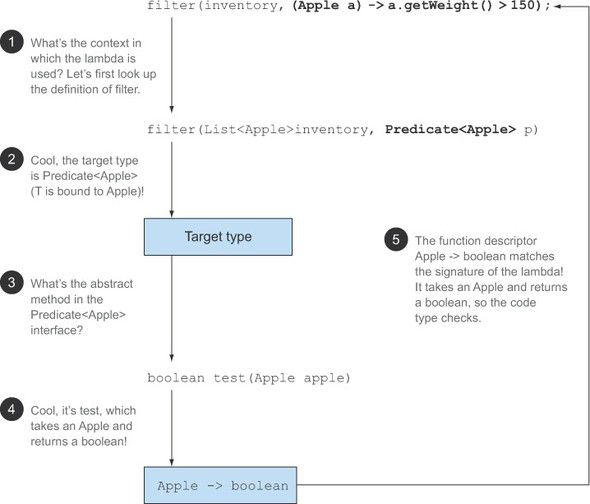 filter(inventory, (Apple a) -> a.getWeight() > 150);
1
What's the context in
which the lambda is
used? Let's first look up
the definition of filter.
filter(List<Apple>inventory, Predicate<Apple> p)
2
Cool, the target type
is Predicate<Apple>
(T is bound to Apple)!
Target type
3
What's the abstract
method in the
Predicate<Apple>
interface?
boolean test(Apple apple)
4
Cool, it's test, which
takes an Apple and
returns a boolean!
Apple -> boolean
5
The function descriptor
Apple -> boolean matches
the signature of the lambda!
It takes an Apple and returns
a boolean, so the code
type checks.